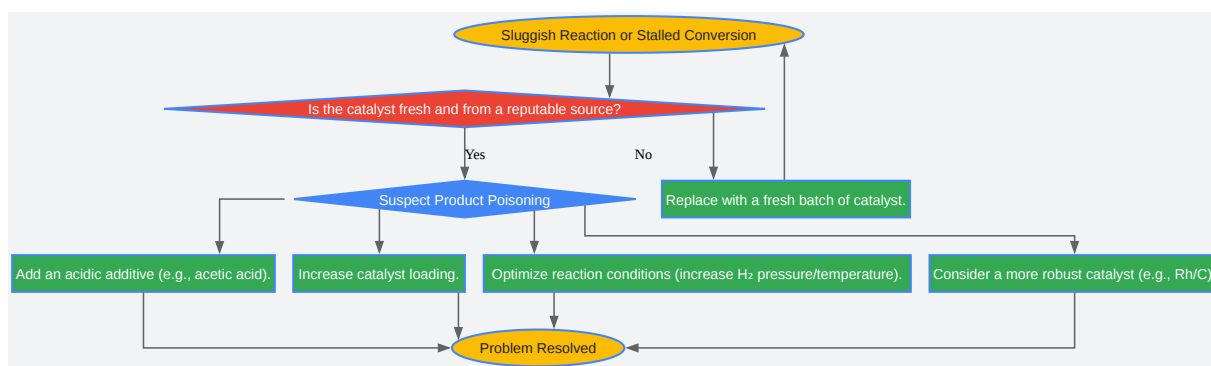 Sluggish Reaction or Stalled Conversion
Is the catalyst fresh and from a reputable source?
Yes
No
Suspect Product Poisoning
Replace with a fresh batch of catalyst.
Add an acidic additive (e.g., acetic acid).
Increase catalyst loading.
Optimize reaction conditions (increase H₂ pressure/temperature).
Consider a more robust catalyst (e.g., Rh/C)
Problem Resolved